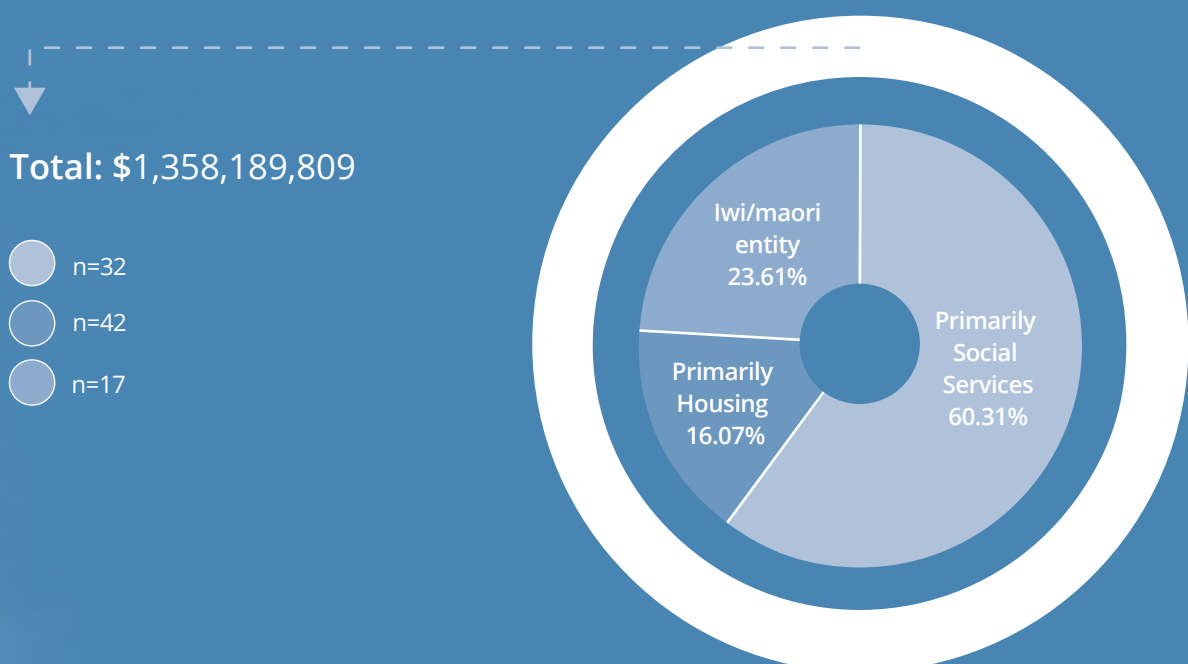 Total: $1,358,189,809
n=32
n=42
n=17
Iwi/maori
entity
23.61%
Primarily
Housing
16.07%
Primarily
Social
Services
60.31%